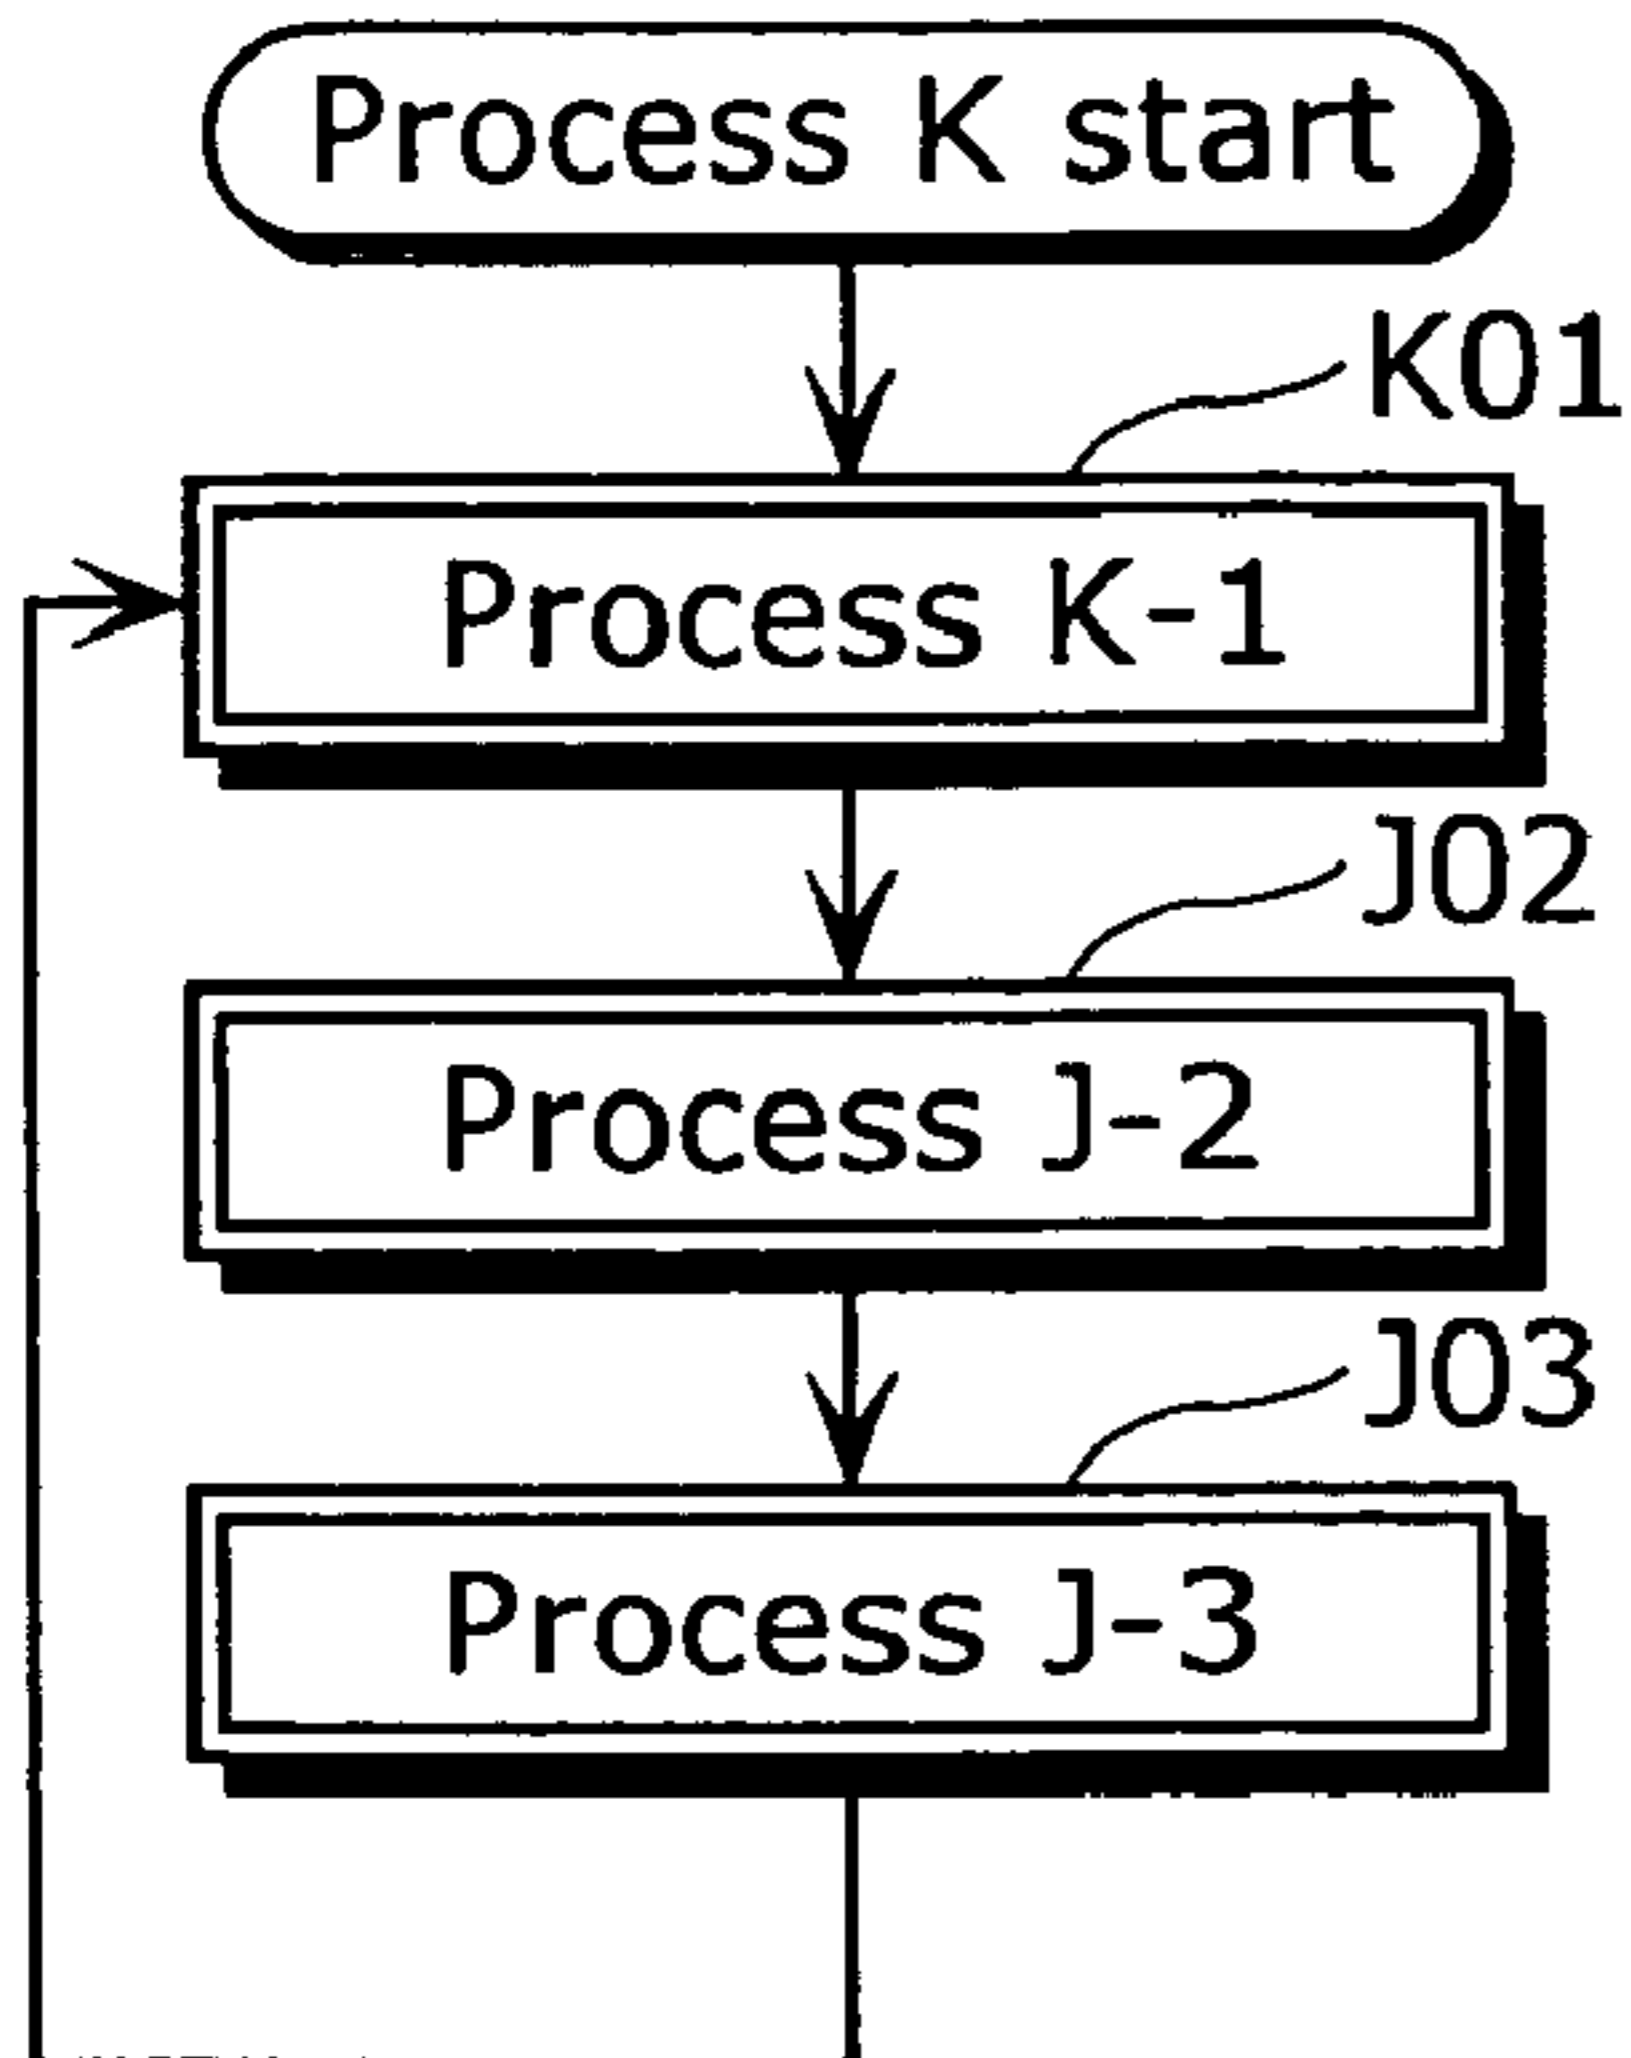 Process K start
K01
Process K-1
J02
Process J-2
J03
Process J-3